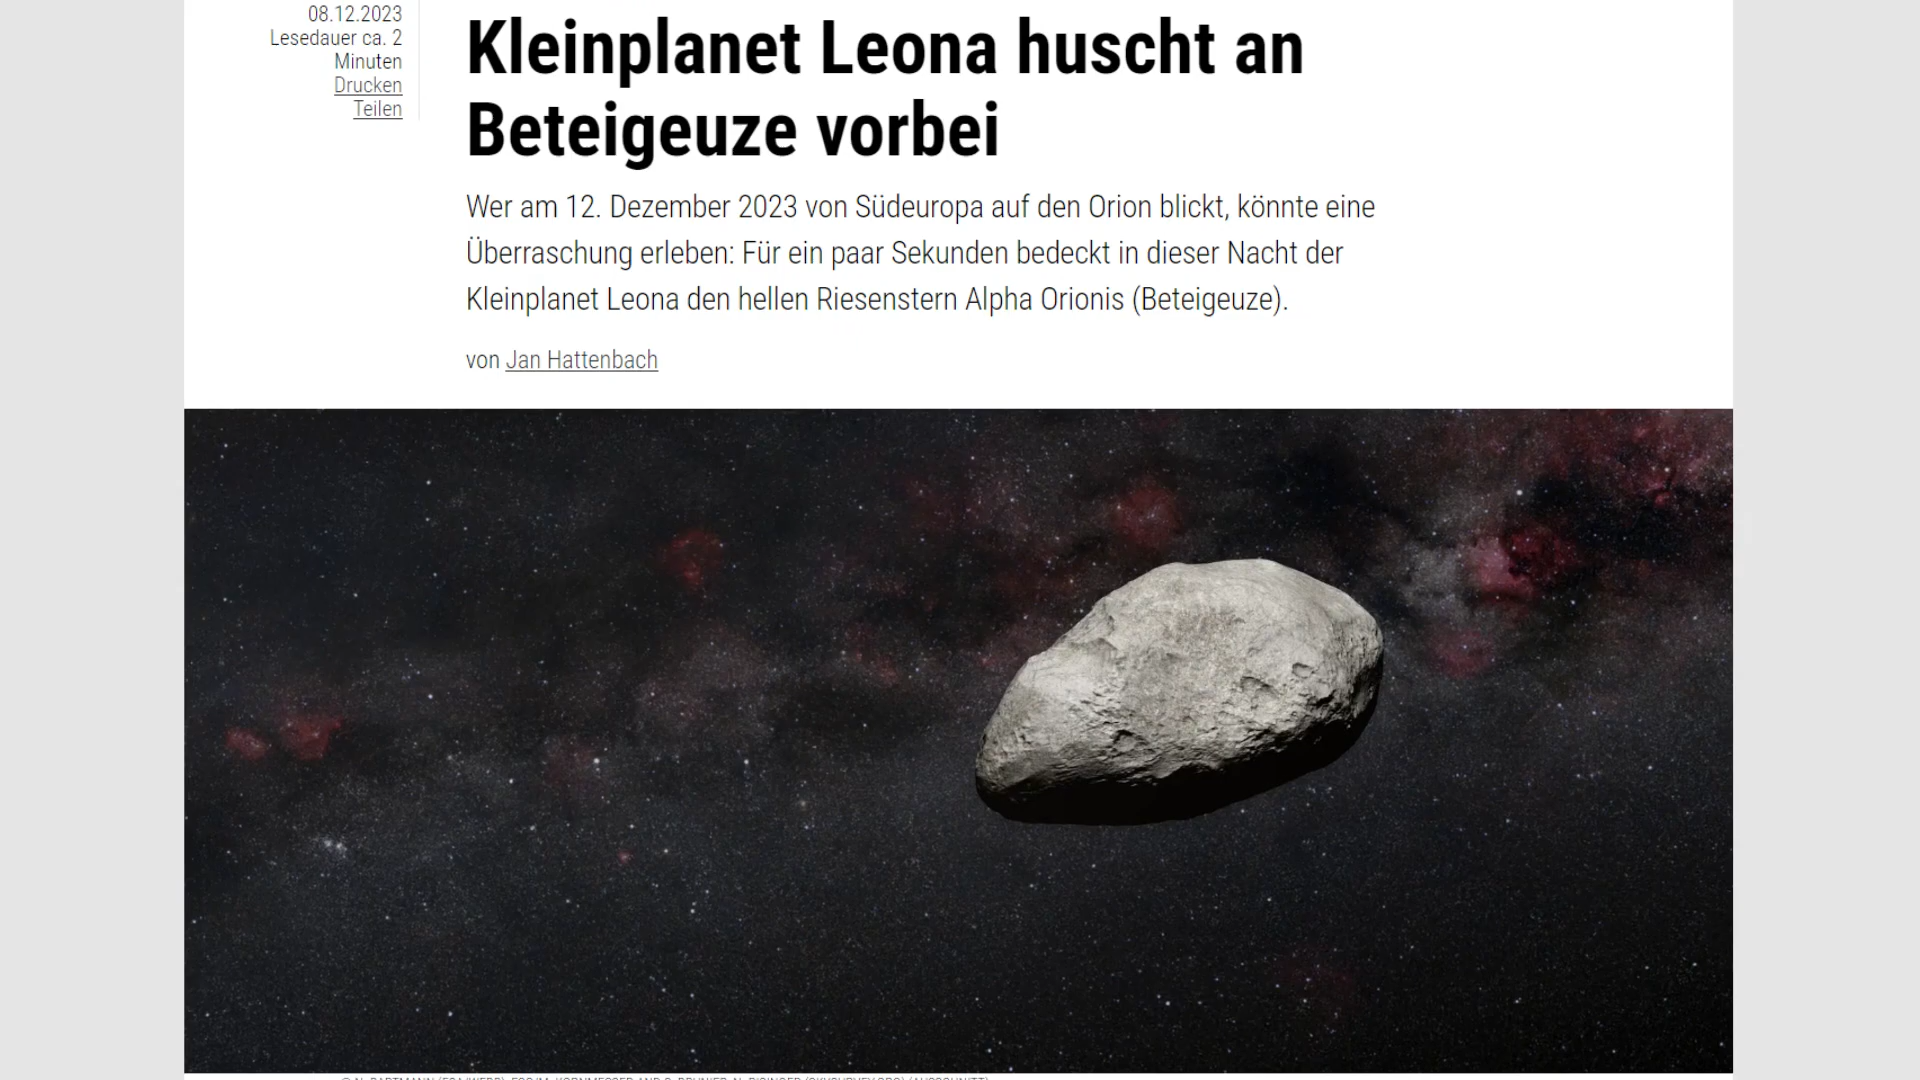 08.12.2023
Lesedauer ca. 2
Minuten
Drucken
Teilen
Kleinplanet Leona huscht an
Beteigeuze vorbei
Wer am 12. Dezember 2023 von Südeuropa auf den Orion blickt, könnte eine
Überraschung erleben: Für ein paar Sekunden bedeckt in dieser Nacht der
Kleinplanet Leona den hellen Riesenstern Alpha Orionis (Beteigeuze).
von Jan Hattenbach